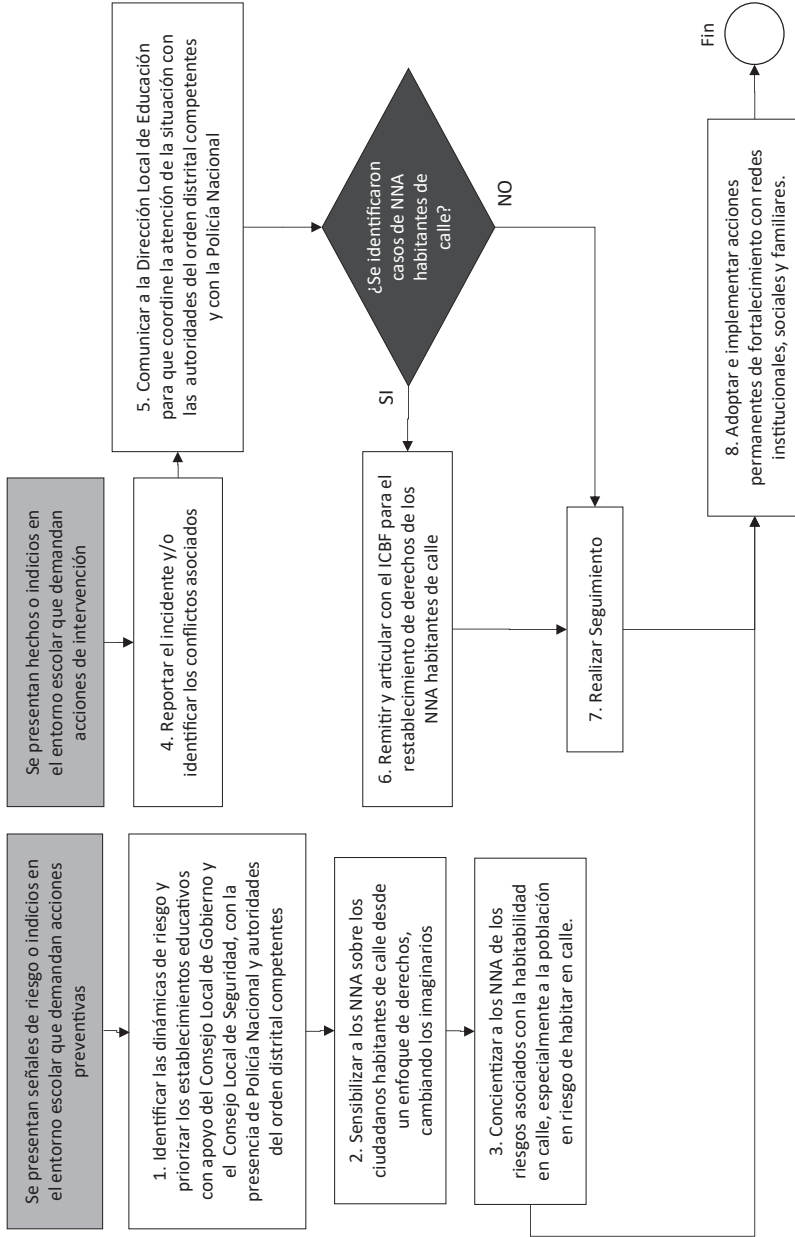 Se presentan señales de riesgo o indicios en
el entorno escolar que demandan acciones
preventivas
1. Identificar las dinámicas de riesgo y
priorizar los establecimientos educativos
con apoyo del Consejo Local de Gobierno y
el Consejo Local de Seguridad, con la
presencia de Policía Nacional y autoridades
del orden distrital competentes
2. Sensibilizar a los NNA sobre los
ciudadanos habitantes de calle desde
un enfoque de derechos,
cambiando los imaginarios
3. Concientizar a los NNA de los
riesgos asociados con la habitabilidad
en calle, especialmente a la población
en riesgo de habitar en calle.
Se presentan hechos o indicios en
el entorno escolar que demandan
acciones de intervención
4. Reportar el incidente y/o
identificar los conflictos asociados
5. Comunicar a la Dirección Local de Educación
para que coordine la atención de la situación con
las autoridades del orden distrital competentes
y con la Policía Nacional
¿Se identificaron
casos de NNA
habitantes de
calle?
SI
NO
6. Remitir y articular con el ICBF para el
restablecimiento de derechos de los
NNA habitantes de calle
7. Realizar Seguimiento
8. Adoptar e implementar acciones
permanentes de fortalecimiento con redes
institucionales, sociales y familiares.
Fin